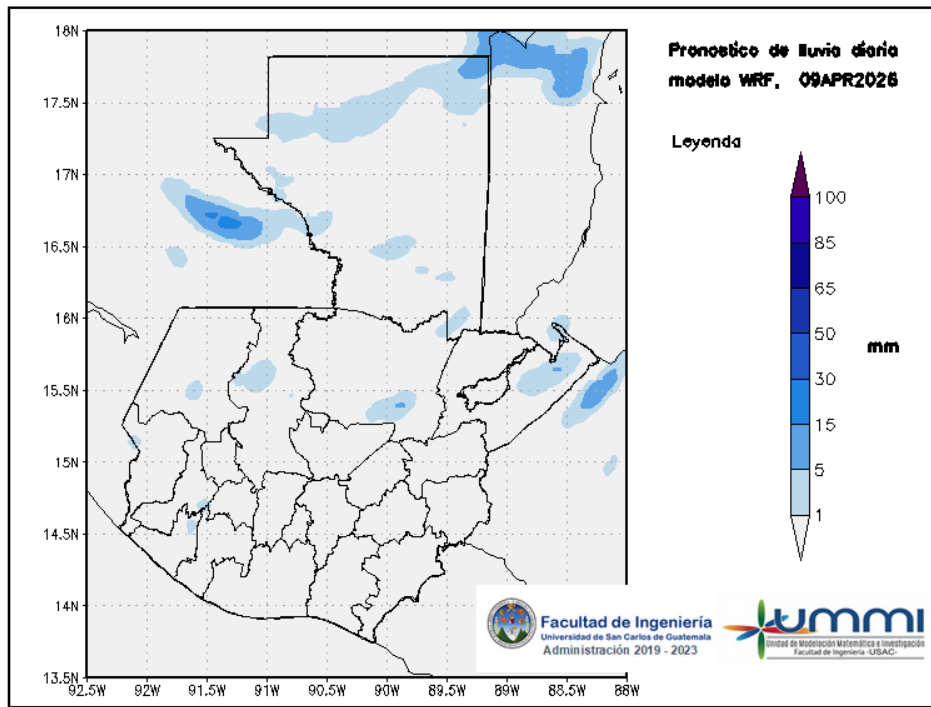 Pronostico de lluvia diaria
modelo WRF, 09APR2026
Leyenda
100
85
65
50
30
15
5
1
mm
18N
17.5N
17N
16.5N
16N
15.5N
15N
14.5N
14N
13.5N
92.5W
92W
91.5W
91W
90.5W
90W
89.5W
89W
88.5W
88W
Facultad de Ingeniería
Universidad de San Carlos de Guatemala
Administración 2019 - 2023
UMMI
Unidad de Modelación Matemática e Investigación
Facultad de Ingeniería -USAC-